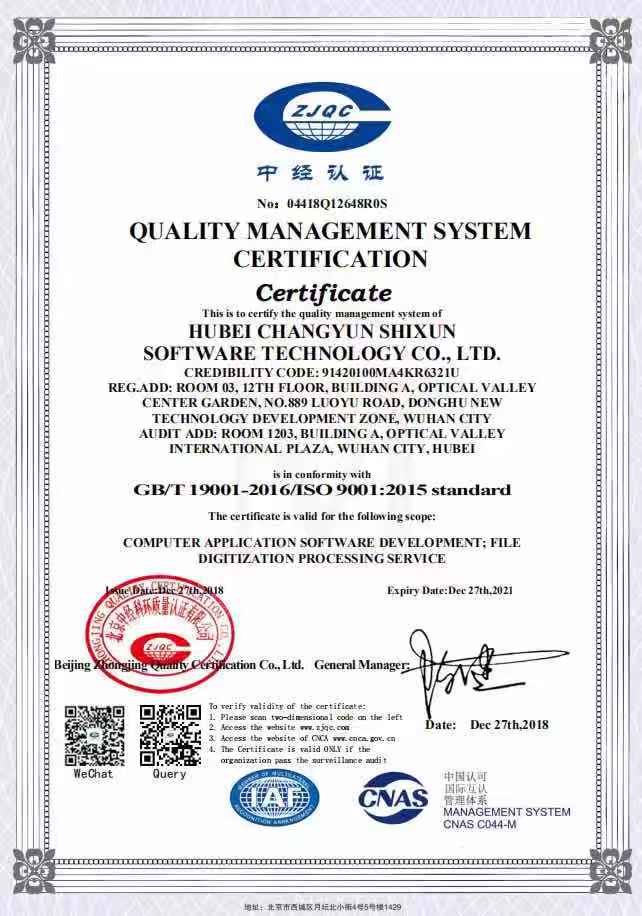 ZJQC
中经认证
No：04418Q12648R0S
QUALITY MANAGEMENT SYSTEM
CERTIFICATION
Certificate
This is to certify the quality management system of
HUBEI CHANGYUN SHIXUN
SOFTWARE TECHNOLOGY CO., LTD.
CREDIBILITY CODE: 91420100MA4KR6321U
REG.ADD: ROOM 03, 12TH FLOOR, BUILDING A, OPTICAL VALLEY
CENTER GARDEN, NO.889 LUOYU ROAD, DONGHU NEW
TECHNOLOGY DEVELOPMENT ZONE, WUHAN CITY
AUDIT ADD: ROOM 1203, BUILDING A, OPTICAL VALLEY
INTERNATIONAL PLAZA, WUHAN CITY, HUBEI
is in conformity with
GB/T 19001-2016/ISO 9001:2015 standard
The certificate is valid for the following scope:
COMPUTER APPLICATION SOFTWARE DEVELOPMENT; FILE
DIGITIZATION PROCESSING SERVICE
Issue Date:Dec 27th,2018
Expiry Date:Dec 27th,2021
北京中经科环质量认证有限公司
ZJQC
Beijing Zhongjing Quality Certification Co., Ltd.
General Manager:
To verify validity of the certificate:
1. Please scan two-dimensional code on the left
2. Access the website www.zjqc.com
3. Access the website of CNCA www.cnca.gov.cn
4. The Certificate is valid ONLY if the
organization pass the surveillance audit
Date: Dec 27th,2018
WeChat
Query
MEMBER OF MULTILATERAL
IAF
RECOGNITION ARRANGEMENT
CNAS
中国认可
国际互认
管理体系
MANAGEMENT SYSTEM
CNAS C044-M
地址：北京市西城区月坛北小街4号5号楼1429